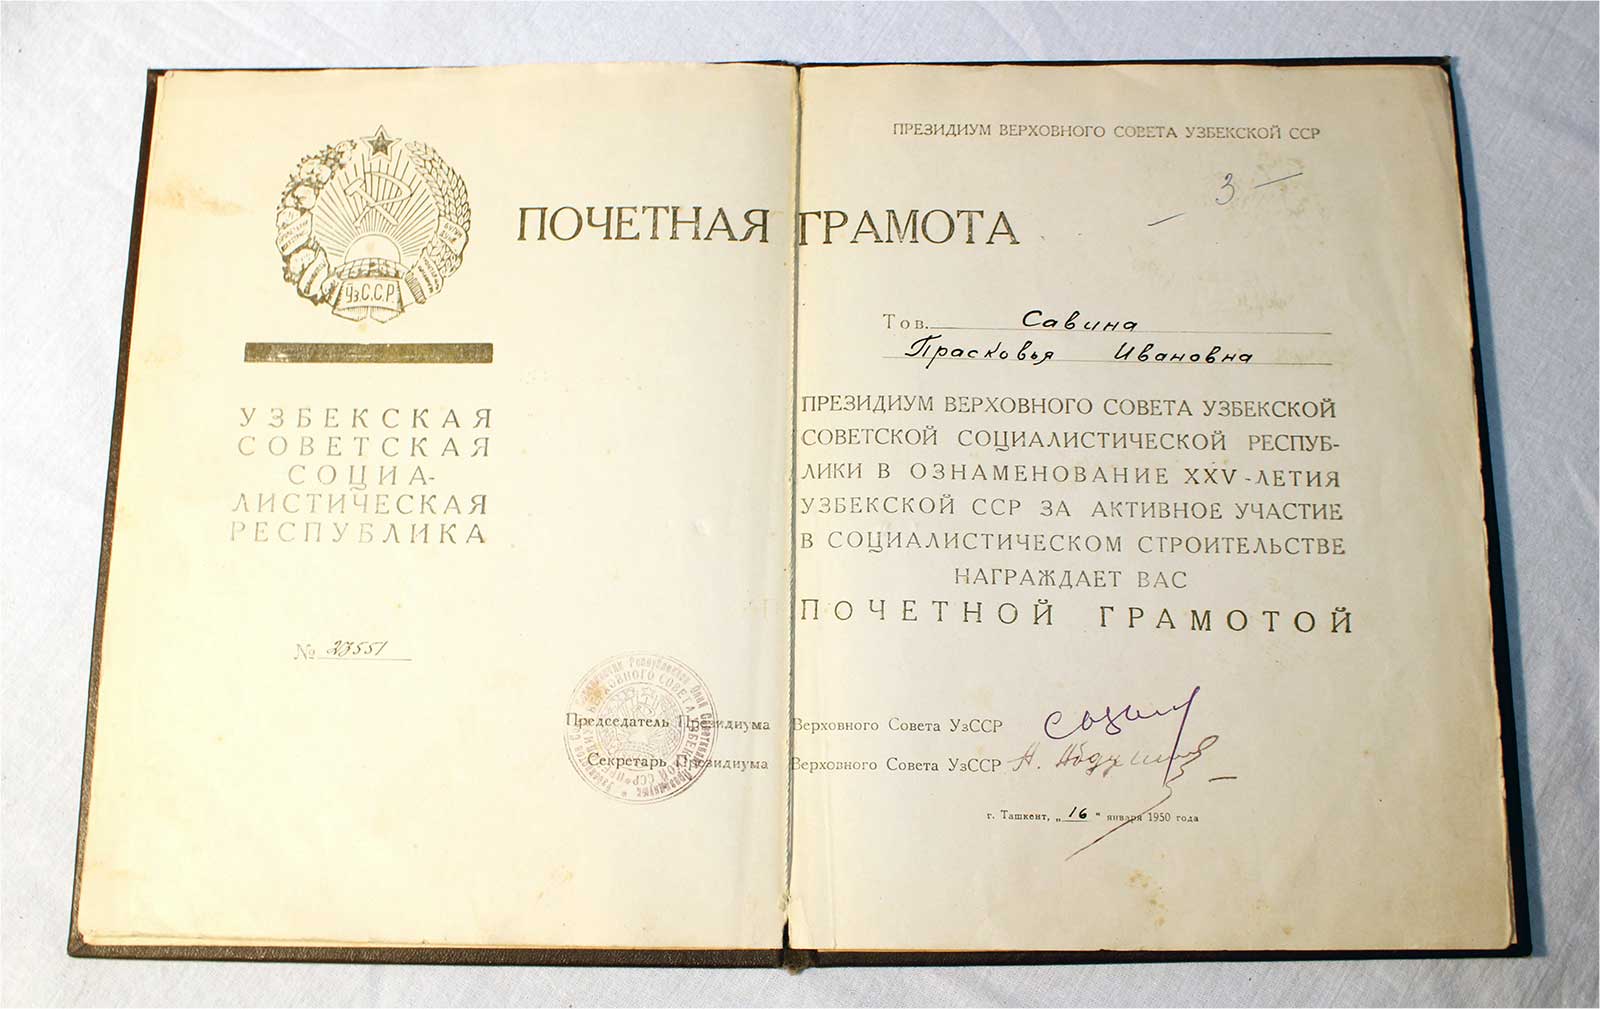 ПОЧЕТНАЯ ГРАМОТА
Уз.С.С.Р.
УЗБЕКСКАЯ
СОВЕТСКАЯ
СОЦИА-
ЛИСТИЧЕСКАЯ
РЕСПУБЛИКА
№ 23551
ПРЕЗИДИУМ ВЕРХОВНОГО СОВЕТА УЗБЕКСКОЙ ССР
— 3 —
Тов. Савина
Прасковья Ивановна
ПРЕЗИДИУМ ВЕРХОВНОГО СОВЕТА УЗБЕКСКОЙ
СОВЕТСКОЙ СОЦИАЛИСТИЧЕСКОЙ РЕСПУБ-
ЛИКИ В ОЗНАМЕНОВАНИЕ XXV-ЛЕТИЯ
УЗБЕКСКОЙ ССР ЗА АКТИВНОЕ УЧАСТИЕ
В СОЦИАЛИСТИЧЕСКОМ СТРОИТЕЛЬСТВЕ
НАГРАЖДАЕТ ВАС
ПОЧЕТНОЙ ГРАМОТОЙ
Председатель Президиума Верховного Совета УзССР
Секретарь Президиума Верховного Совета УзССР
г. Ташкент, „16" января 1950 года